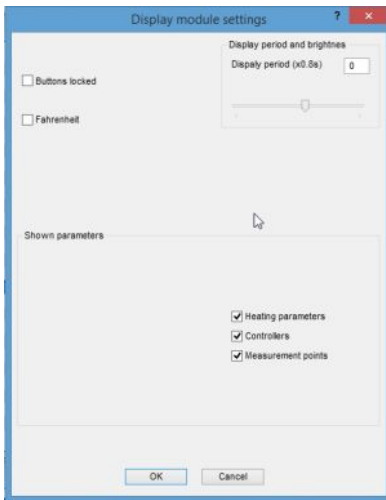 Display module settings
?
x
Display period and brightnes
Dispaly period (x0.8s)
0
Buttons locked
Fahrenheit
Shown parameters
Heating parameters
Controllers
Measurement points
OK
Cancel